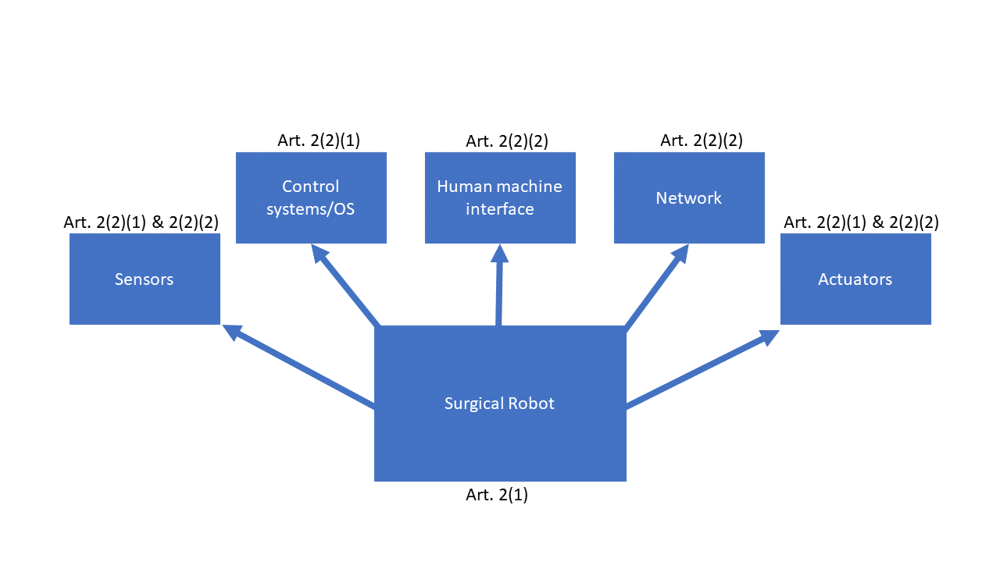 Art. 2(2)(1)
Art. 2(2)(2)
Art. 2(2)(2)
Control
systems/OS
Human machine
interface
Network
Art. 2(2)(1) & 2(2)(2)
Art. 2(2)(1) & 2(2)(2)
Sensors
Actuators
Surgical Robot
Art. 2(1)